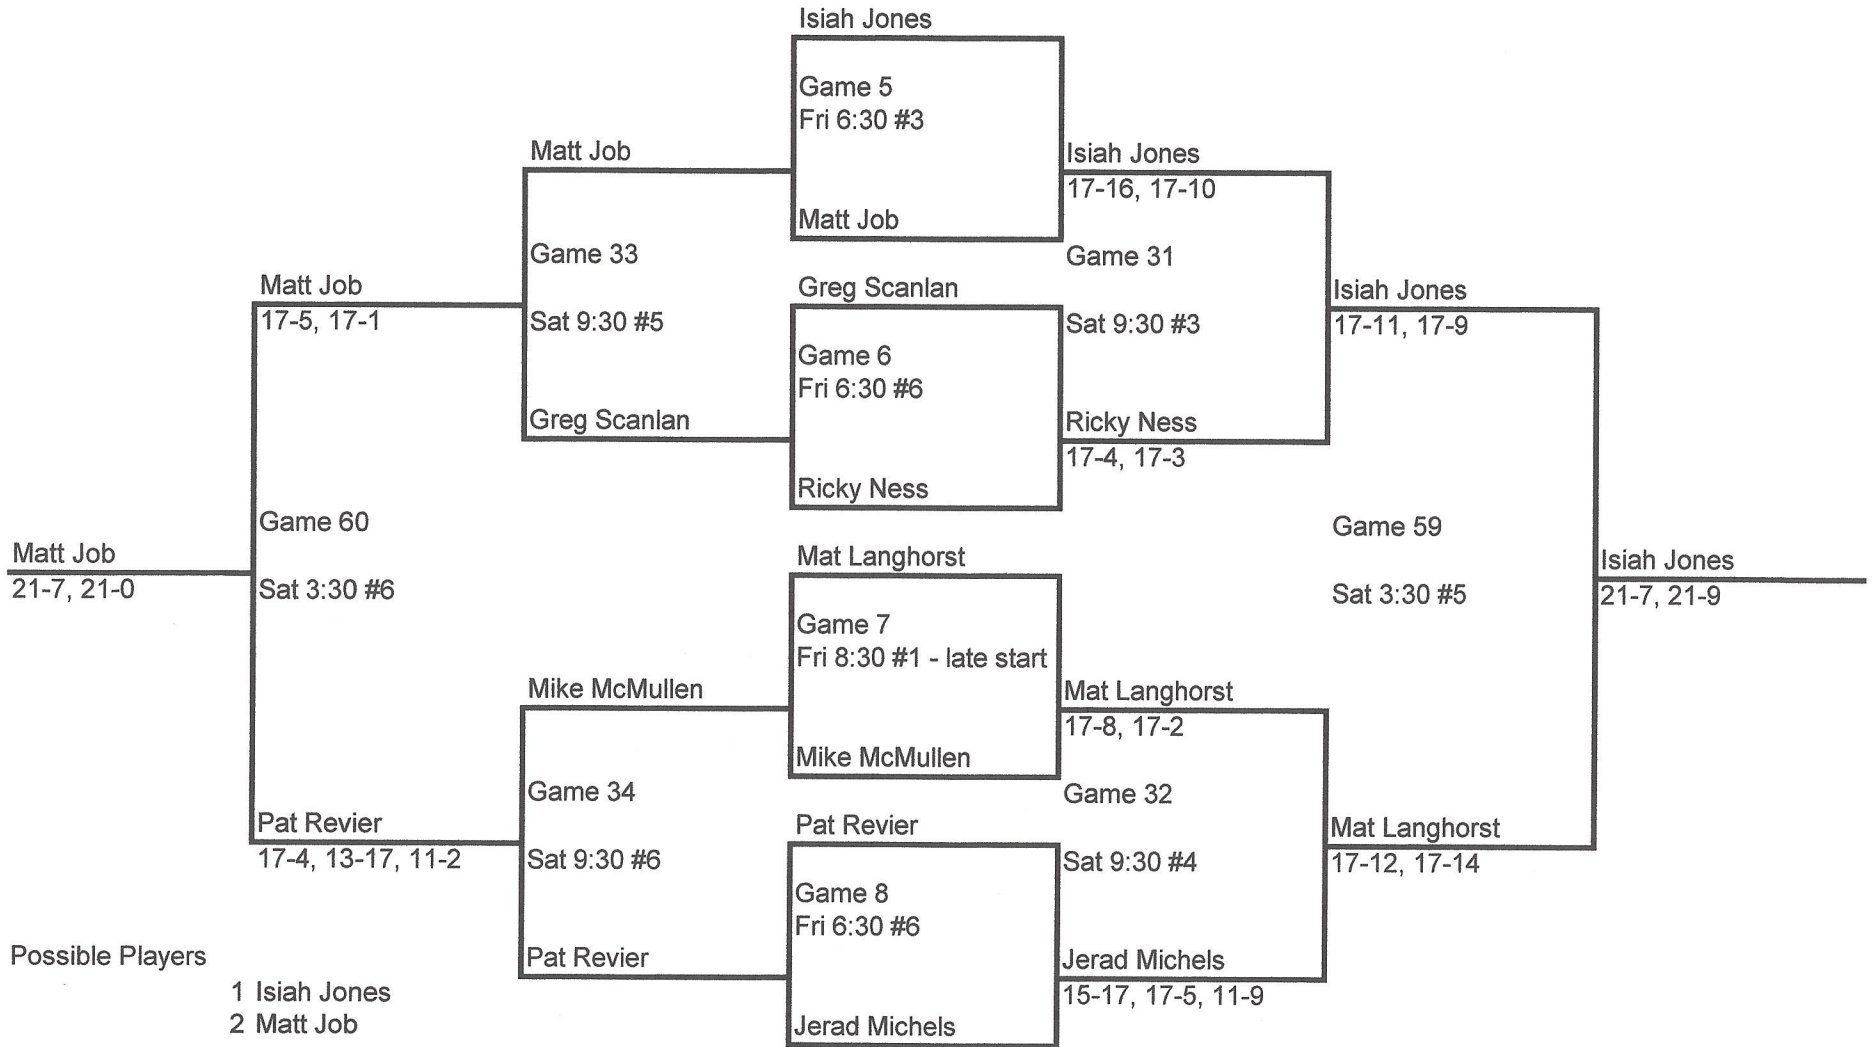 Isiah Jones
Game 5
Fri 6:30 #3
Matt Job
Isiah Jones
17-16, 17-10
Matt Job
Game 33
Game 31
Matt Job
Greg Scanlan
Isiah Jones
17-5, 17-1
Sat 9:30 #5
Sat 9:30 #3
17-11, 17-9
Game 6
Fri 6:30 #6
Greg Scanlan
Ricky Ness
17-4, 17-3
Ricky Ness
Game 60
Game 59
Matt Job
Mat Langhorst
Isiah Jones
21-7, 21-0
Sat 3:30 #6
Sat 3:30 #5
21-7, 21-9
Game 7
Fri 8:30 #1 - late start
Mike McMullen
Mat Langhorst
17-8, 17-2
Mike McMullen
Game 34
Game 32
Pat Revier
Pat Revier
Mat Langhorst
17-4, 13-17, 11-2
Sat 9:30 #6
Sat 9:30 #4
17-12, 17-14
Game 8
Fri 6:30 #6
Possible Players
Pat Revier
Jerad Michels
1 Isiah Jones
15-17, 17-5, 11-9
2 Matt Job
Jerad Michels